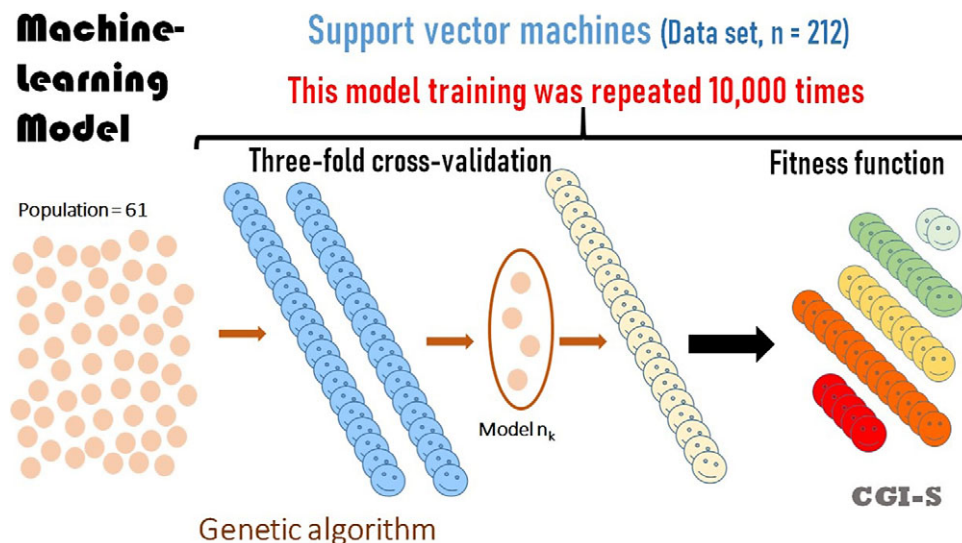 Machine-
Learning
Model
Support vector machines (Data set, n = 212)
This model training was repeated 10,000 times
Three-fold cross-validation
Fitness function
Population = 61
Model nk
CGI-S
Genetic algorithm